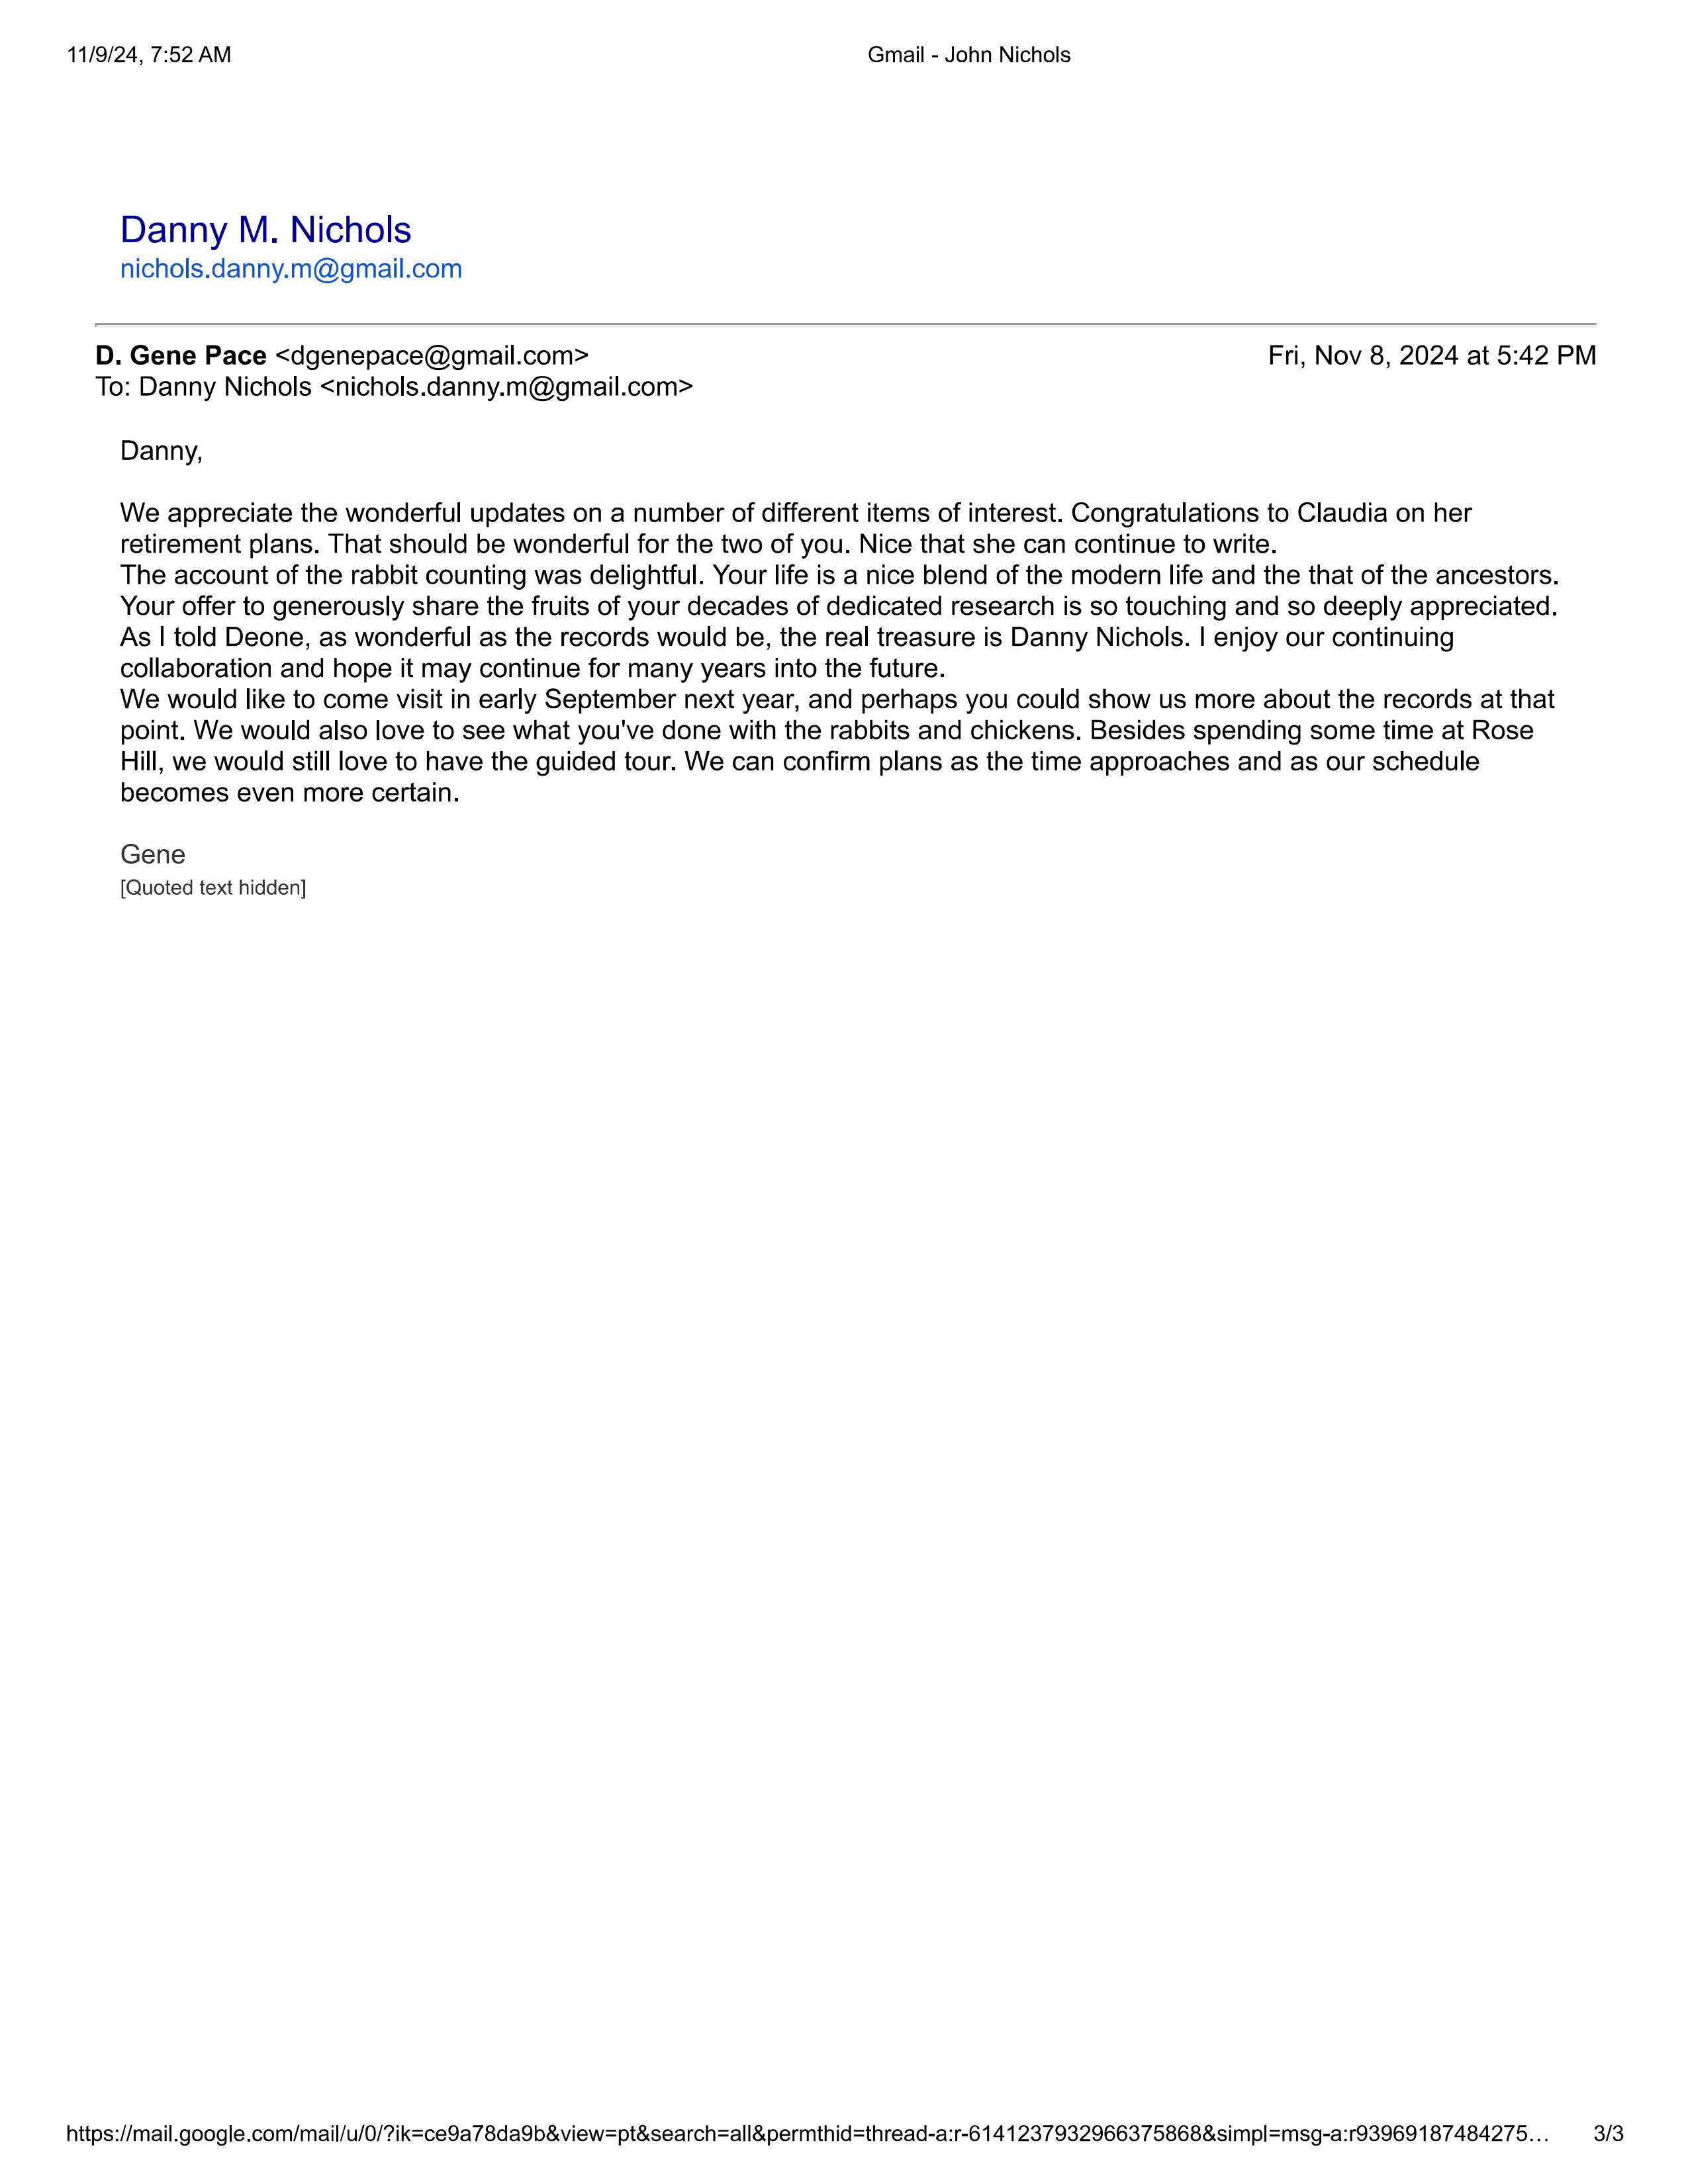 11/9/24, 7:52 AM
Gmail - John Nichols
Danny M. Nichols
nichols.danny.m@gmail.com
D. Gene Pace <dgenepace@gmail.com>
Fri, Nov 8, 2024 at 5:42 PM
To: Danny Nichols <nichols.danny.m@gmail.com>
Danny,
We appreciate the wonderful updates on a number of different items of interest. Congratulations to Claudia on her
retirement plans. That should be wonderful for the two of you. Nice that she can continue to write.
The account of the rabbit counting was delightful. Your life is a nice blend of the modern life and the that of the ancestors.
Your offer to generously share the fruits of your decades of dedicated research is so touching and so deeply appreciated.
As I told Deone, as wonderful as the records would be, the real treasure is Danny Nichols. I enjoy our continuing
collaboration and hope it may continue for many years into the future.
We would like to come visit in early September next year, and perhaps you could show us more about the records at that
point. We would also love to see what you've done with the rabbits and chickens. Besides spending some time at Rose
Hill, we would still love to have the guided tour. We can confirm plans as the time approaches and as our schedule
becomes even more certain.
Gene
[Quoted text hidden]
https://mail.google.com/mail/u/0/?ik=ce9a78da9b&view=pt&search=all&permthid=thread-a:r-6141237932966375868&simpl=msg-a:r93969187484275…
3/3